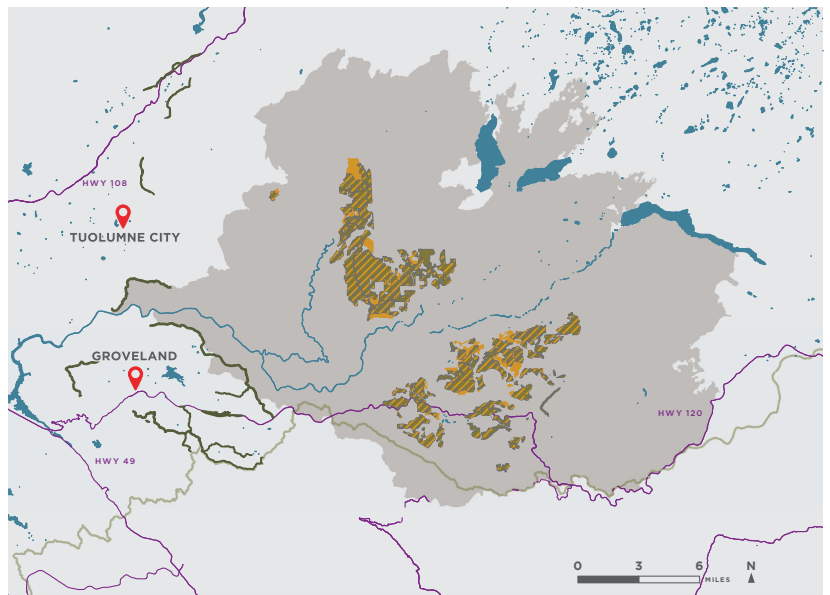 HWY 108
TUOLUMNE CITY
GROVELAND
HWY 120
HWY 49
0 3 6 N
MILES